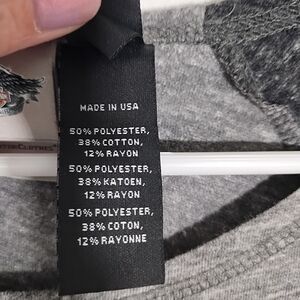 MADE IN USA
50% POLYESTER,
38% COTTON,
12% RAYON
50% POLYESTER,
38% KATOEN,
12% RAYON
50% POLYESTER,
38% COTON,
12% RAYONNE